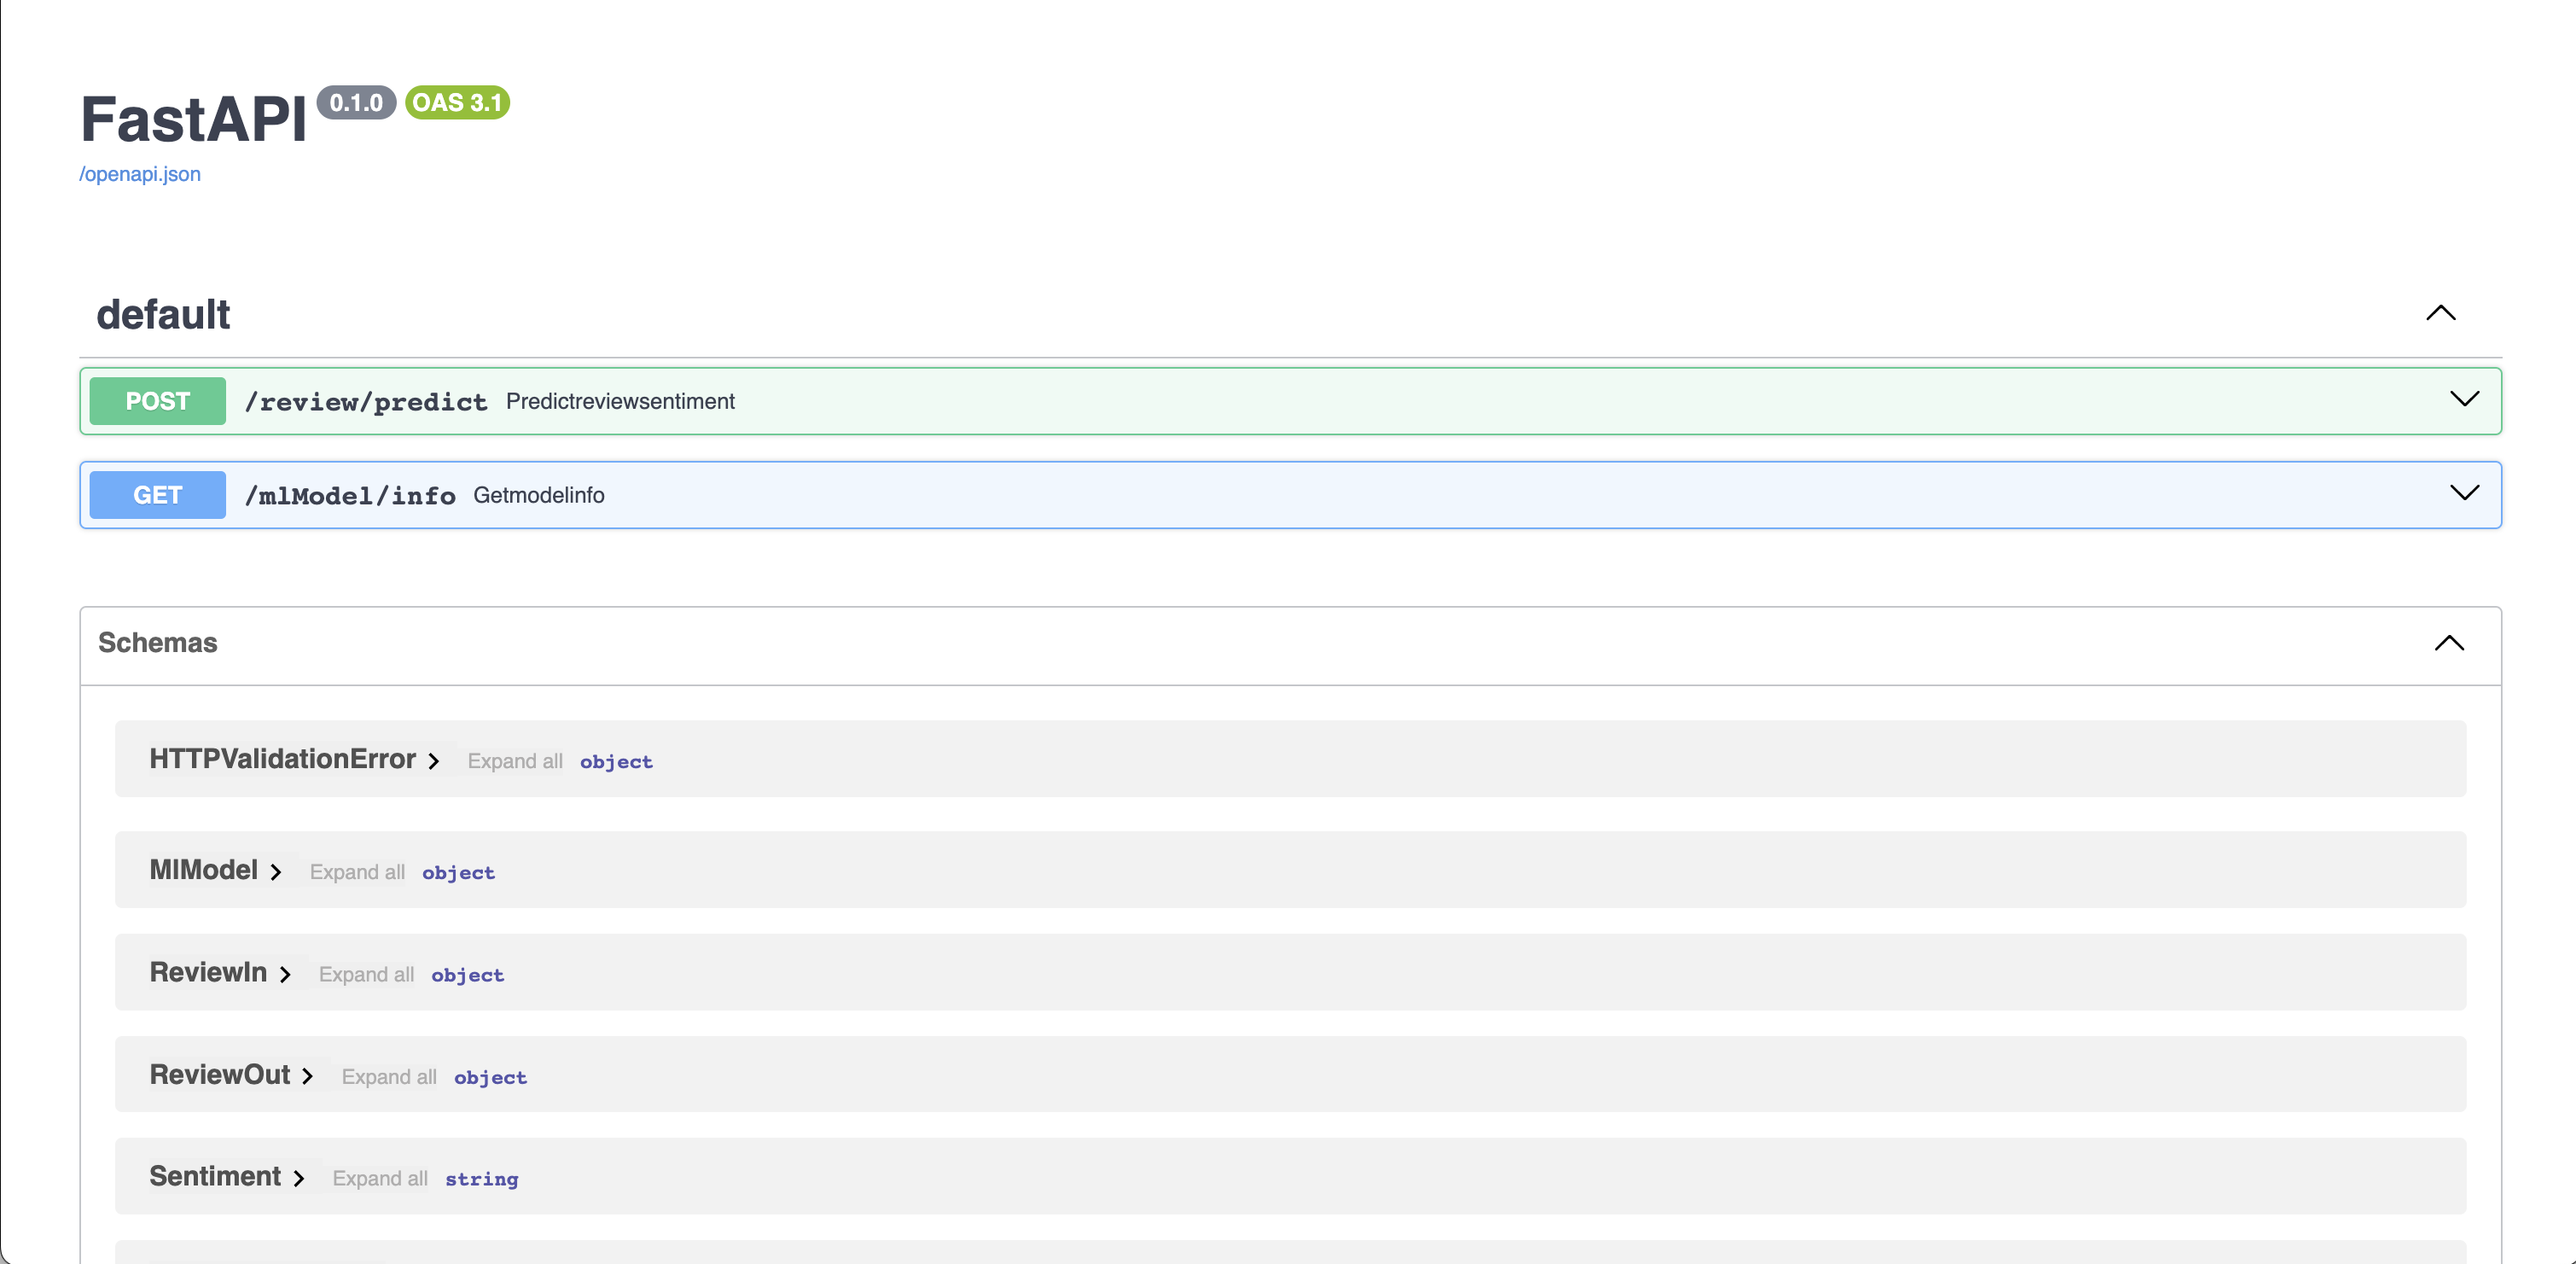 FastAPI 0.1.0 OAS 3.1
/openapi.json
default
POST /review/predict Predictreviewsentiment
GET /mlModel/info Getmodelinfo
Schemas
HTTPValidationError Expand all object
MlModel Expand all object
ReviewIn Expand all object
ReviewOut Expand all object
Sentiment Expand all string